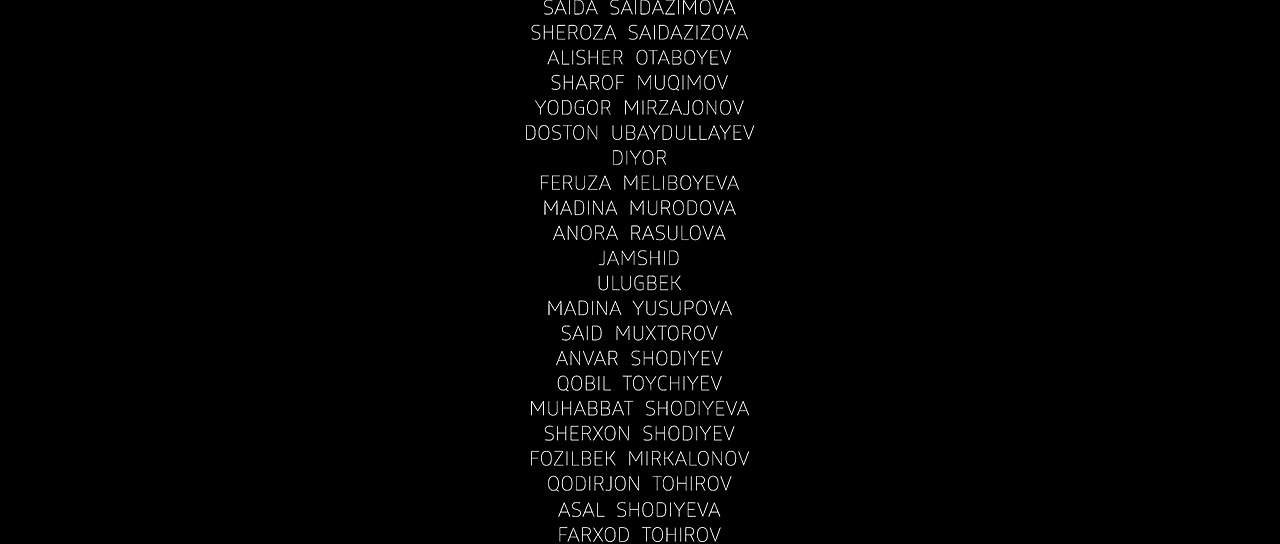 SAIDA SAIDAZIMOVA
SHEROZA SAIDAZIZOVA
ALISHER OTABOYEV
SHAROF MUQIMOV
YODGOR MIRZAJONOV
DOSTON UBAYDULLAYEV
DIYOR
FERUZA MELIBOYEVA
MADINA MURODOVA
ANORA RASULOVA
JAMSHID
ULUGBEK
MADINA YUSUPOVA
SAID MUXTOROV
ANVAR SHODIYEV
QOBIL TOYCHIYEV
MUHABBAT SHODIYEVA
SHERXON SHODIYEV
FOZILBEK MIRKALONOV
QODIRJON TOHIROV
ASAL SHODIYEVA
FARXOD TOHIROV